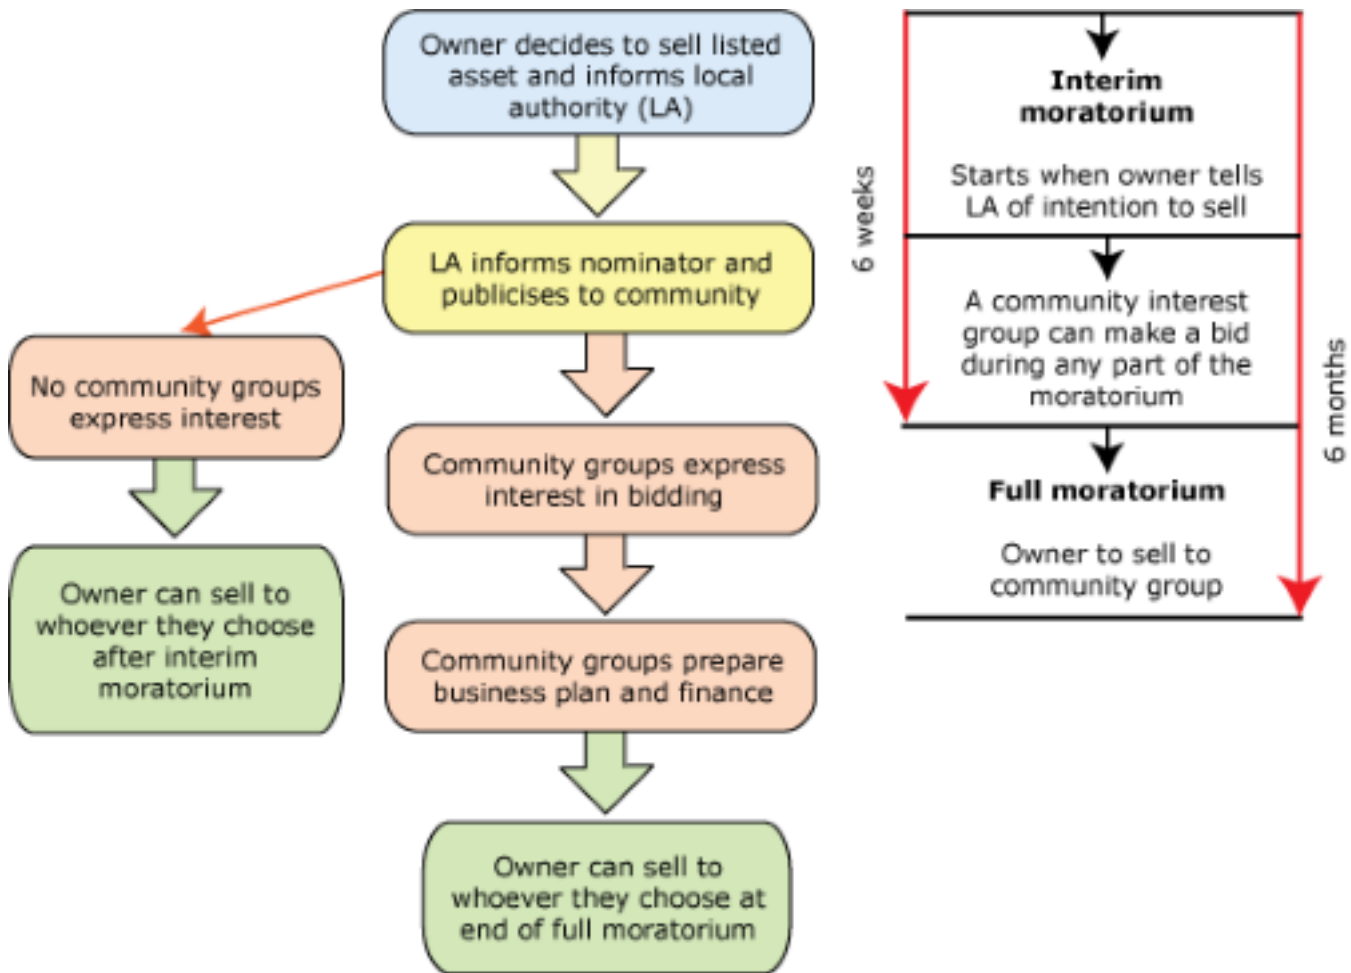 Owner decides to sell listed
asset and informs local
authority (LA)
LA informs nominator and
publicises to community
No community groups
express interest
Owner can sell to
whoever they choose
after interim
moratorium
Community groups express
interest in bidding
Community groups prepare
business plan and finance
Owner can sell to
whoever they choose at
end of full moratorium
6 weeks
Interim
moratorium
Starts when owner tells
LA of intention to sell
A community interest
group can make a bid
during any part of the
moratorium
Full moratorium
Owner to sell to
community group
6 months